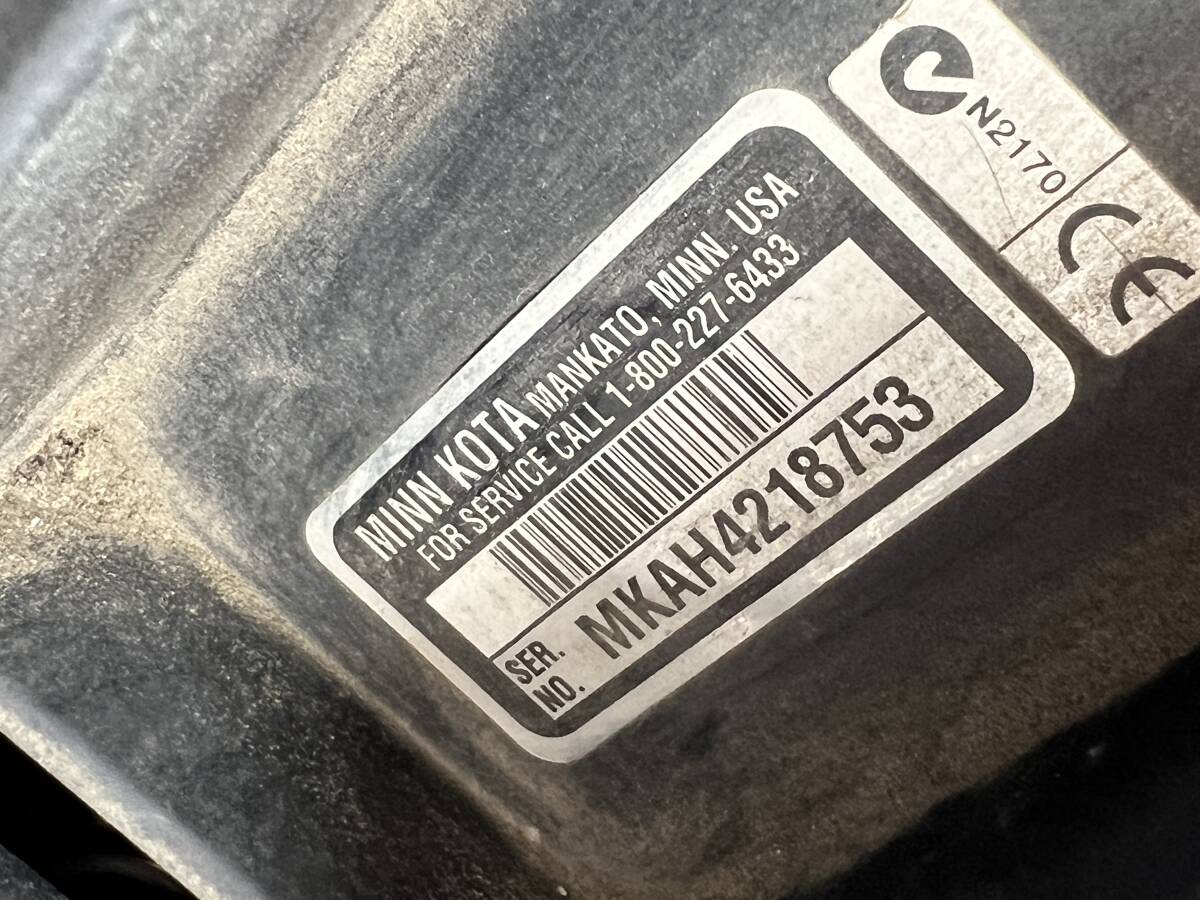 MINN KOTA MANKATO, MINN. USA
FOR SERVICE CALL 1-800-227-6433
SER. NO. MKAH4218753
N2170
CE